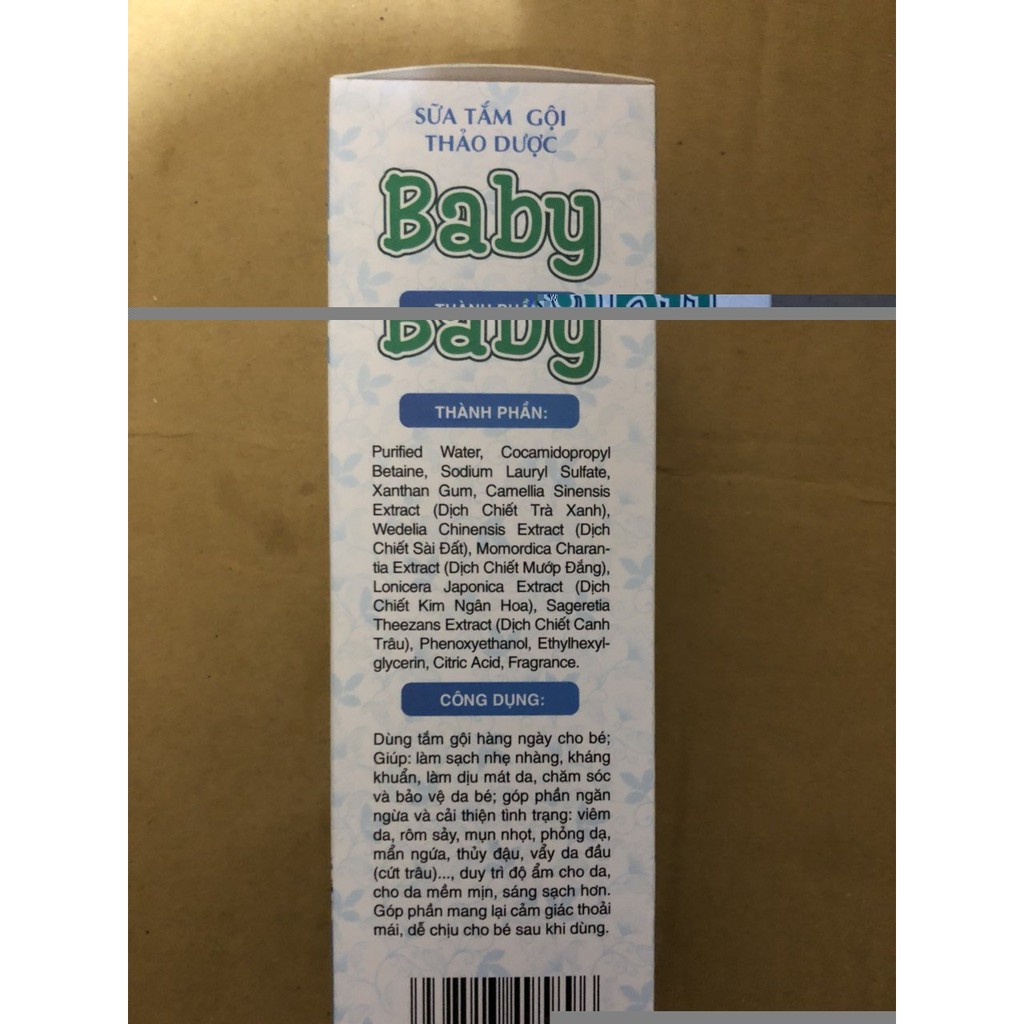 SỮA TẮM GỘI
THẢO DƯỢC
Baby
THÀNH PHẦN
Baby
THÀNH PHẦN:
Purified Water, Cocamidopropyl
Betaine, Sodium Lauryl Sulfate,
Xanthan Gum, Camellia Sinensis
Extract (Dịch Chiết Trà Xanh),
Wedelia Chinensis Extract (Dịch
Chiết Sài Đất), Momordica Charan-
tia Extract (Dịch Chiết Mướp Đắng),
Lonicera Japonica Extract (Dịch
Chiết Kim Ngân Hoa), Sageretia
Theezans Extract (Dịch Chiết Canh
Trâu), Phenoxyethanol, Ethylhexyl-
glycerin, Citric Acid, Fragrance.
CÔNG DỤNG:
Dùng tắm gội hàng ngày cho bé;
Giúp: làm sạch nhẹ nhàng, kháng
khuẩn, làm dịu mát da, chăm sóc
và bảo vệ da bé; góp phần ngăn
ngừa và cải thiện tình trạng: viêm
da, rôm sảy, mụn nhọt, phỏng dạ,
mẩn ngứa, thủy đậu, vẩy da đầu
(cứt trâu)..., duy trì độ ẩm cho da,
cho da mềm mịn, sáng sạch hơn.
Góp phần mang lại cảm giác thoải
mái, dễ chịu cho bé sau khi dùng.